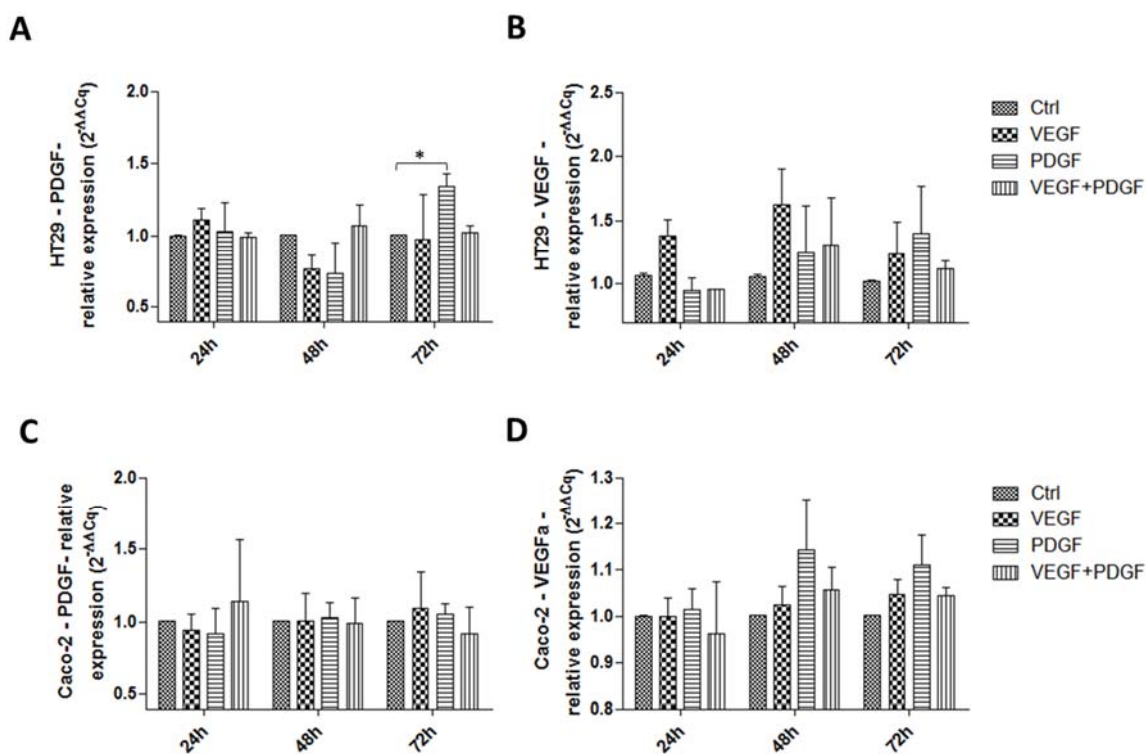 A
HT29 - PDGF-
relative expression (2^-ΔΔCq)
2.0
1.5
1.0
0.5
*
24h
48h
72h
B
HT29 - VEGF -
relative expression (2^-ΔΔCq)
2.5
2.0
1.5
1.0
24h
48h
72h
Ctrl
VEGF
PDGF
VEGF+PDGF
C
Caco-2 - PDGF- relative
expression (2^-ΔΔCq)
2.0
1.5
1.0
0.5
24h
48h
72h
D
Caco-2 - VEGFa -
relative expression (2^-ΔΔCq)
1.3
1.2
1.1
1.0
0.9
0.8
24h
48h
72h
Ctrl
VEGF
PDGF
VEGF+PDGF